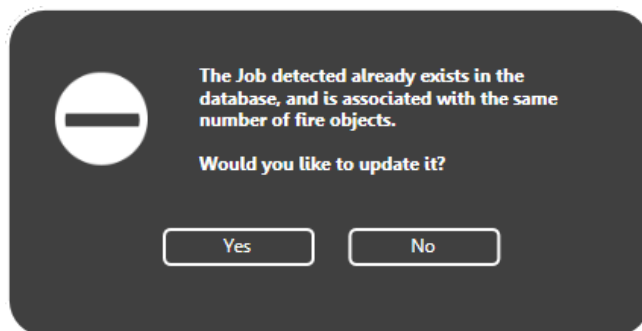 The Job detected already exists in the
database, and is associated with the same
number of fire objects.
Would you like to update it?
Yes
No